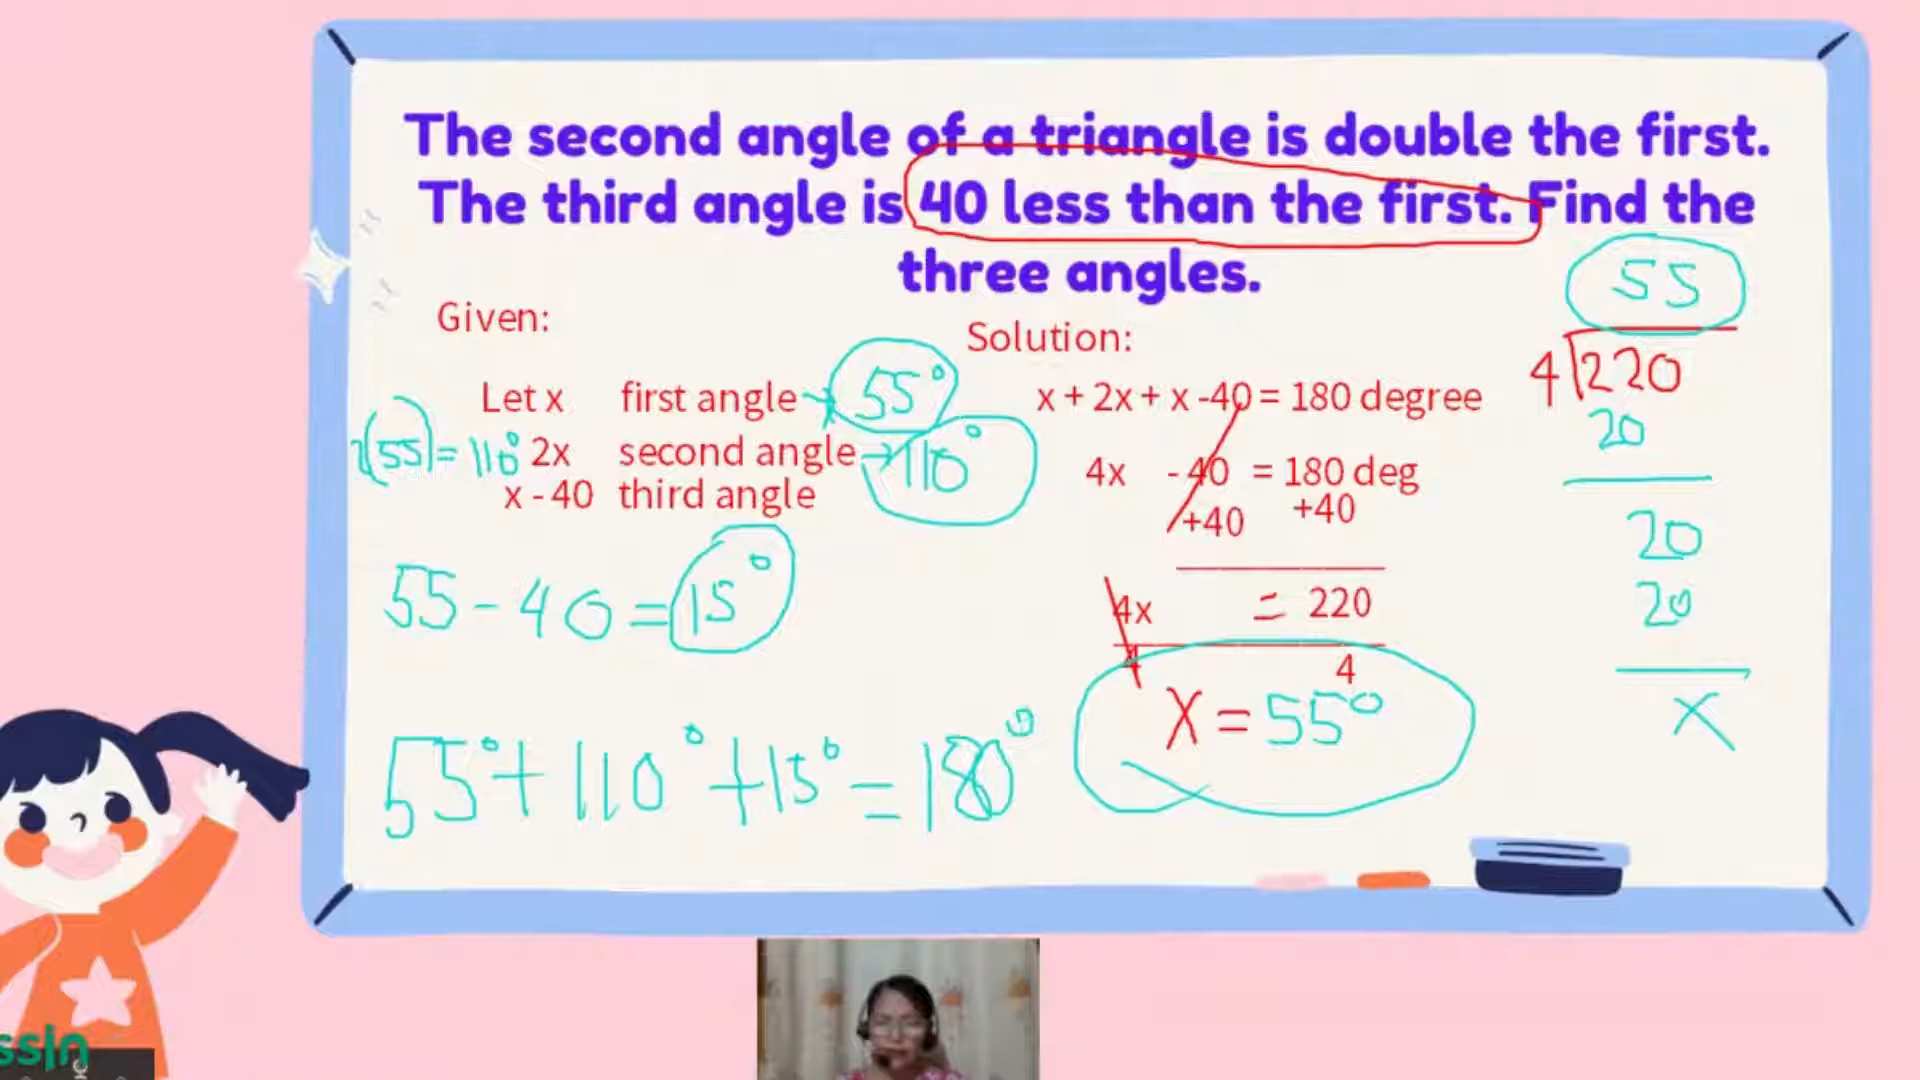 The second angle of a triangle is double the first.
The third angle is 40 less than the first. Find the
three angles.
Given:
Let x first angle → 55°
(55) = 110° 2x second angle → 110°
x - 40 third angle
55 - 40 = 15°
55° + 110° + 15° = 180°
Solution:
x + 2x + x -40 = 180 degree
4x - 40 = 180 deg
+40 +40
4x = 220
4 4
X = 55°
55
4 220
20
20
20
x
ssin